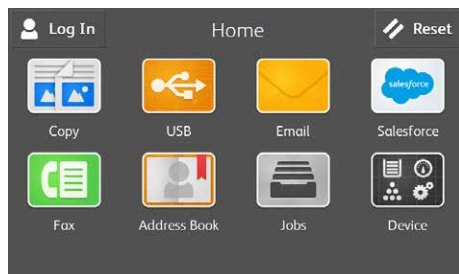 Log In
Home
Reset
salesforce
Copy
USB
Email
Salesforce
Fax
Address Book
Jobs
Device